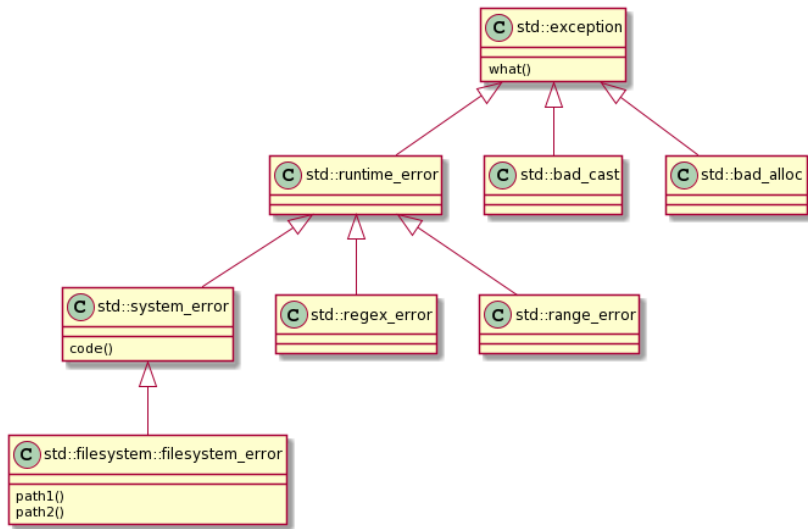 C std::exception
what()
C std::runtime_error
C std::bad_cast
C std::bad_alloc
C std::system_error
code()
C std::regex_error
C std::range_error
C std::filesystem::filesystem_error
path1()
path2()